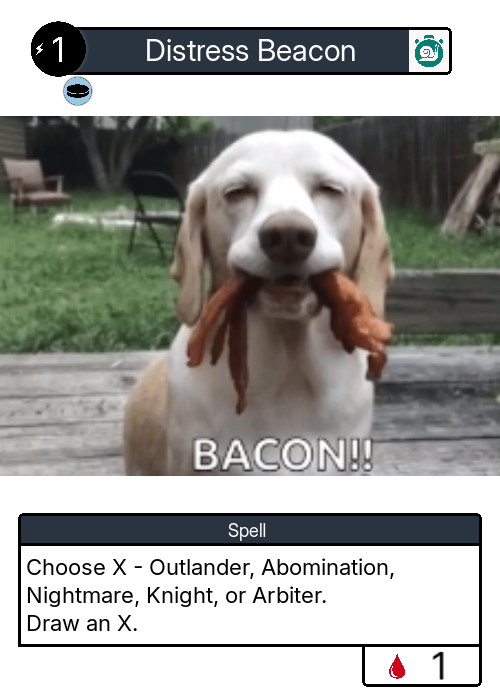 1
Distress Beacon
BACON!!
Spell
Choose X - Outlander, Abomination,
Nightmare, Knight, or Arbiter.
Draw an X.
1